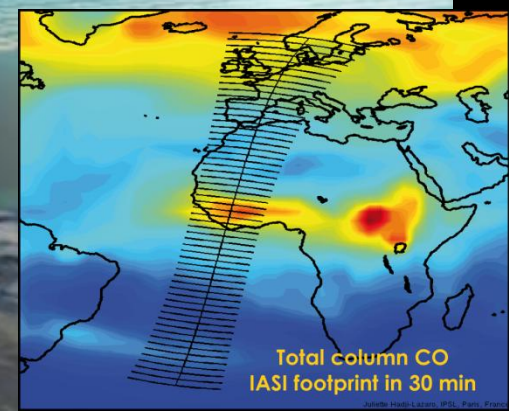 Total column CO
IASI footprint in 30 min
Juliette Hadji-Lazaro, IPSL, Paris, France